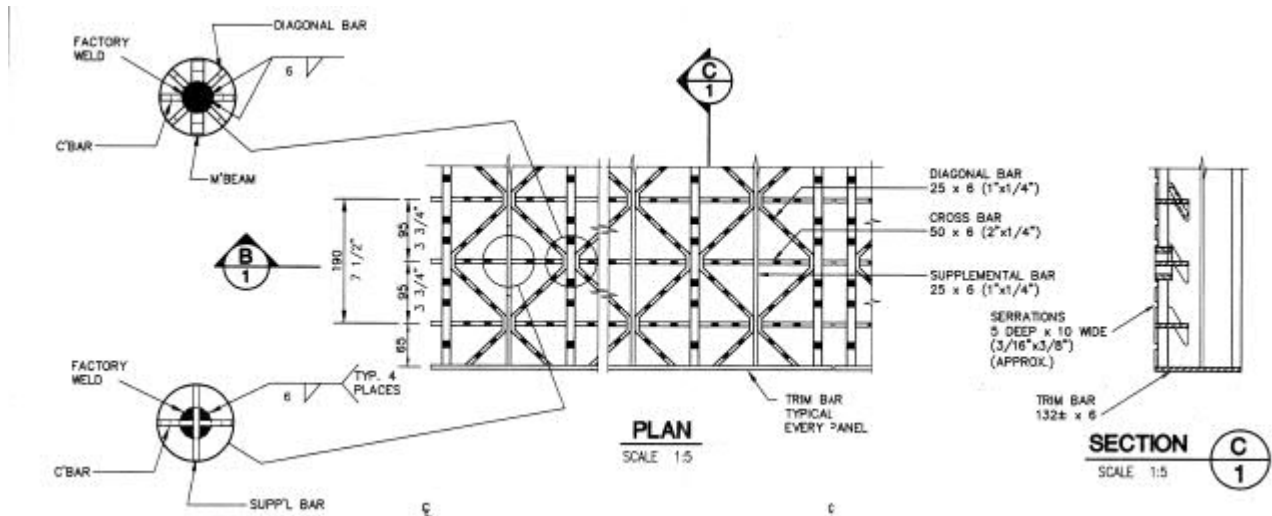 DIAGONAL BAR
FACTORY
WELD
6
C'BAR
M'BEAM
C
1
B
1
190
7 1/2"
95
3 3/4"
95
3 3/4"
65
DIAGONAL BAR
25 x 6 (1"x1/4")
CROSS BAR
50 x 6 (2"x1/4")
SUPPLEMENTAL BAR
25 x 6 (1"x1/4")
SERRATIONS
5 DEEP x 10 WIDE
(3/16"x3/8")
(APPROX.)
FACTORY
WELD
6
TYP. 4
PLACES
C'BAR
SUPP'L BAR
TRIM BAR
TYPICAL
EVERY PANEL
PLAN
SCALE 1:5
TRIM BAR
132± x 6
SECTION
SCALE 1:5
C
1